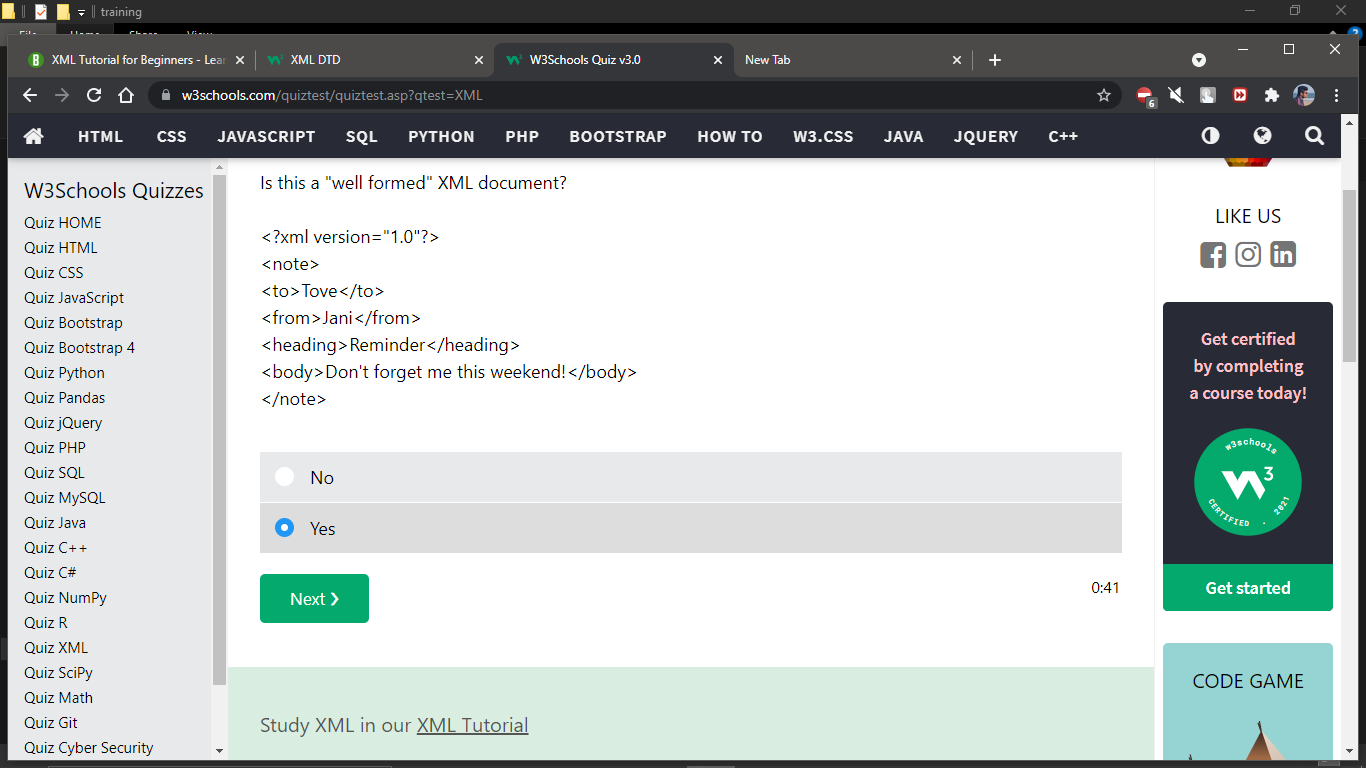 training
File Home Share View
XML Tutorial for Beginners - Lear
XML DTD
W3Schools Quiz v3.0
New Tab
w3schools.com/quiztest/quiztest.asp?qtest=XML
6
HTML CSS JAVASCRIPT SQL PYTHON PHP BOOTSTRAP HOW TO W3.CSS JAVA JQUERY C++
W3Schools Quizzes
Quiz HOME
Quiz HTML
Quiz CSS
Quiz JavaScript
Quiz Bootstrap
Quiz Bootstrap 4
Quiz Python
Quiz Pandas
Quiz jQuery
Quiz PHP
Quiz SQL
Quiz MySQL
Quiz Java
Quiz C++
Quiz C#
Quiz NumPy
Quiz R
Quiz XML
Quiz SciPy
Quiz Math
Quiz Git
Quiz Cyber Security
Is this a "well formed" XML document?
<?xml version="1.0"?>
<note>
<to>Tove</to>
<from>Jani</from>
<heading>Reminder</heading>
<body>Don't forget me this weekend!</body>
</note>
No
Yes
Next ❯
0:41
Study XML in our XML Tutorial
LIKE US
Get certified
by completing
a course today!
w3schools
W3
CERTIFIED . 2021
Get started
CODE GAME